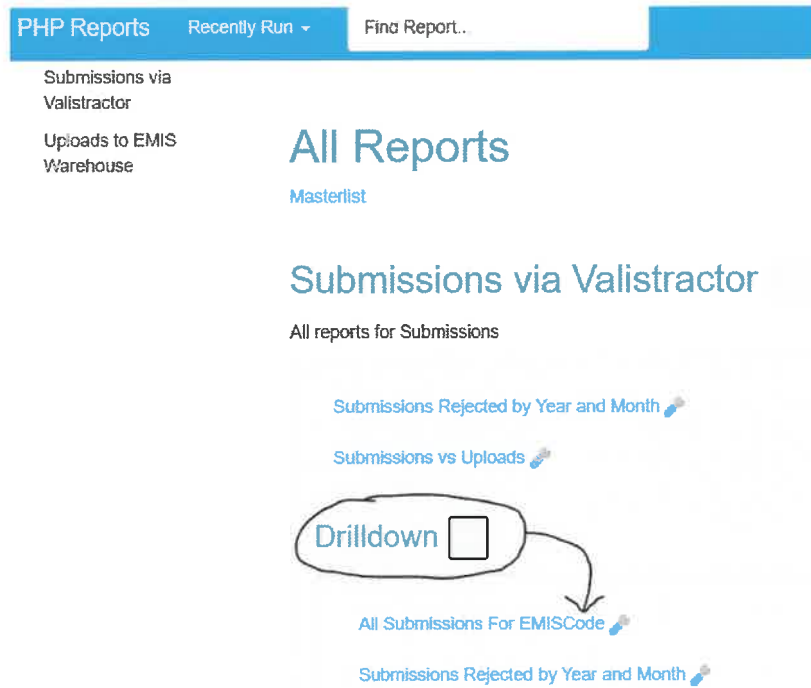 PHP Reports Recently Run Find Report..
Submissions via
Valistractor
Uploads to EMIS
Warehouse
All Reports
Masterlist
Submissions via Valistractor
All reports for Submissions
Submissions Rejected by Year and Month
Submissions vs Uploads
Drilldown
All Submissions For EMISCode
Submissions Rejected by Year and Month